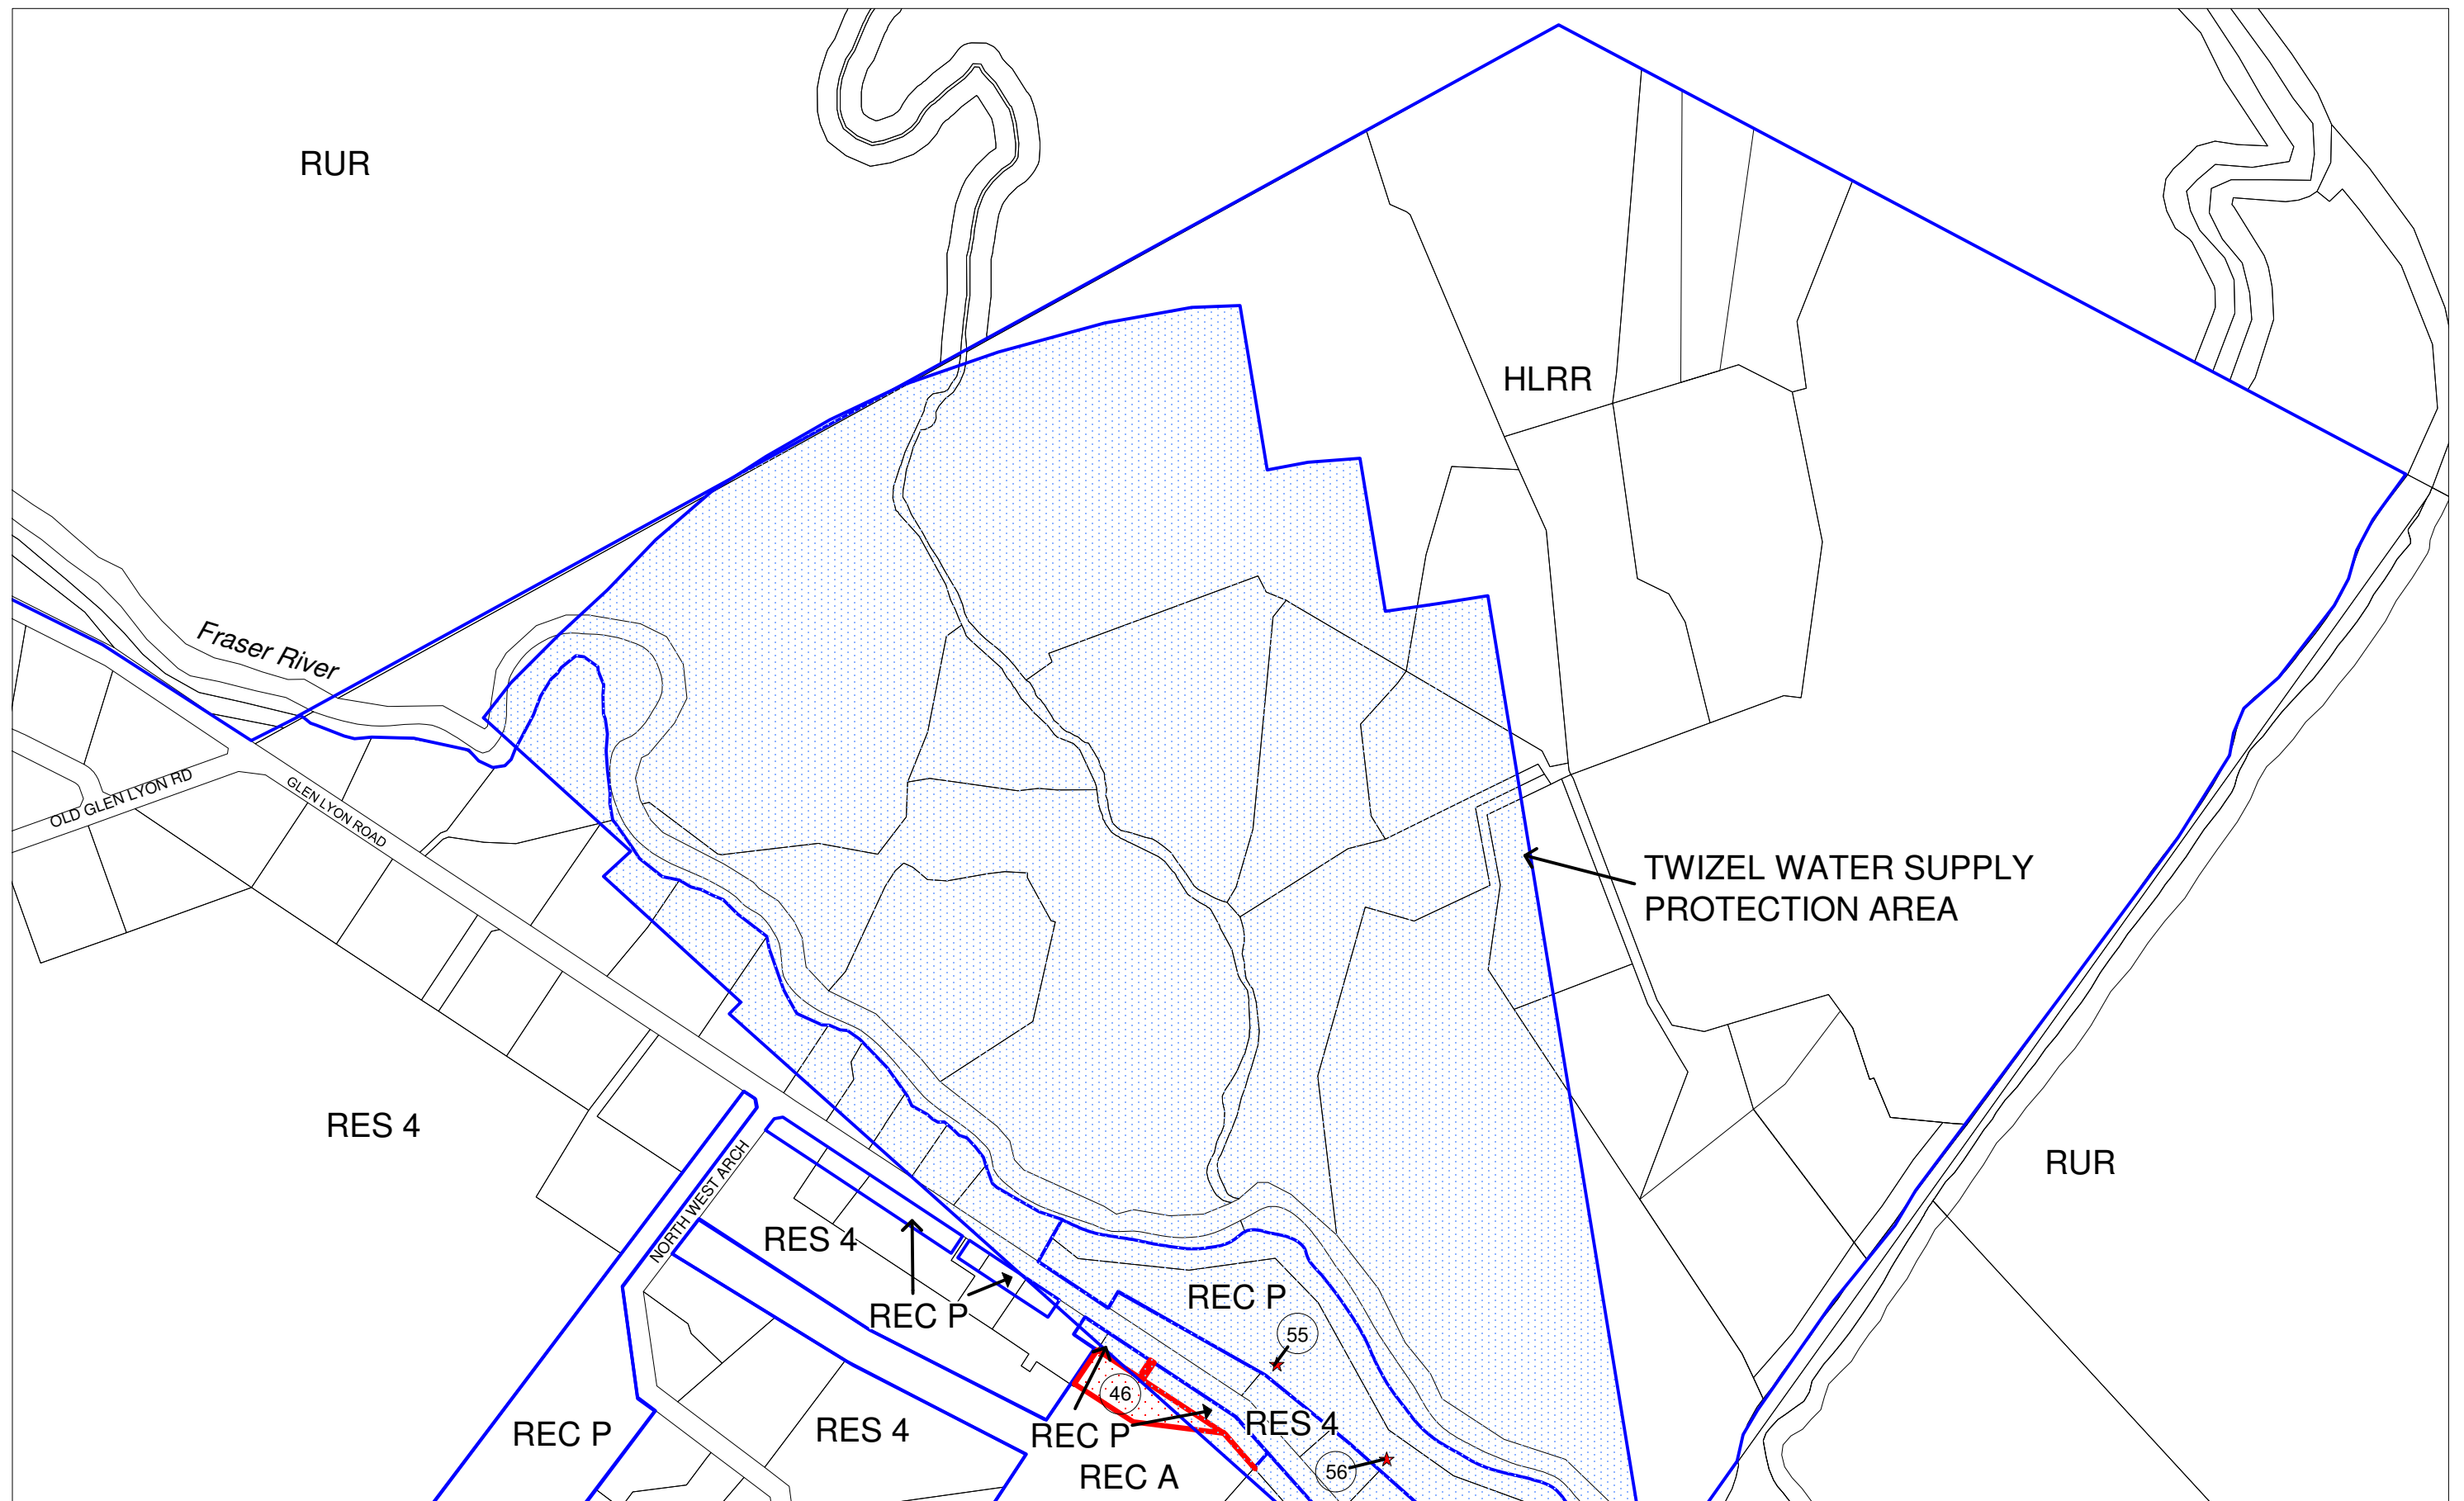 RUR
HLRR
Fraser River
OLD GLEN LYON RD
GLEN LYON ROAD
TWIZEL WATER SUPPLY
PROTECTION AREA
RES 4
NORTH WEST ARCH
RUR
RES 4
REC P
REC P
55
46
REC P
RES 4
REC P
RES 4
56
REC A